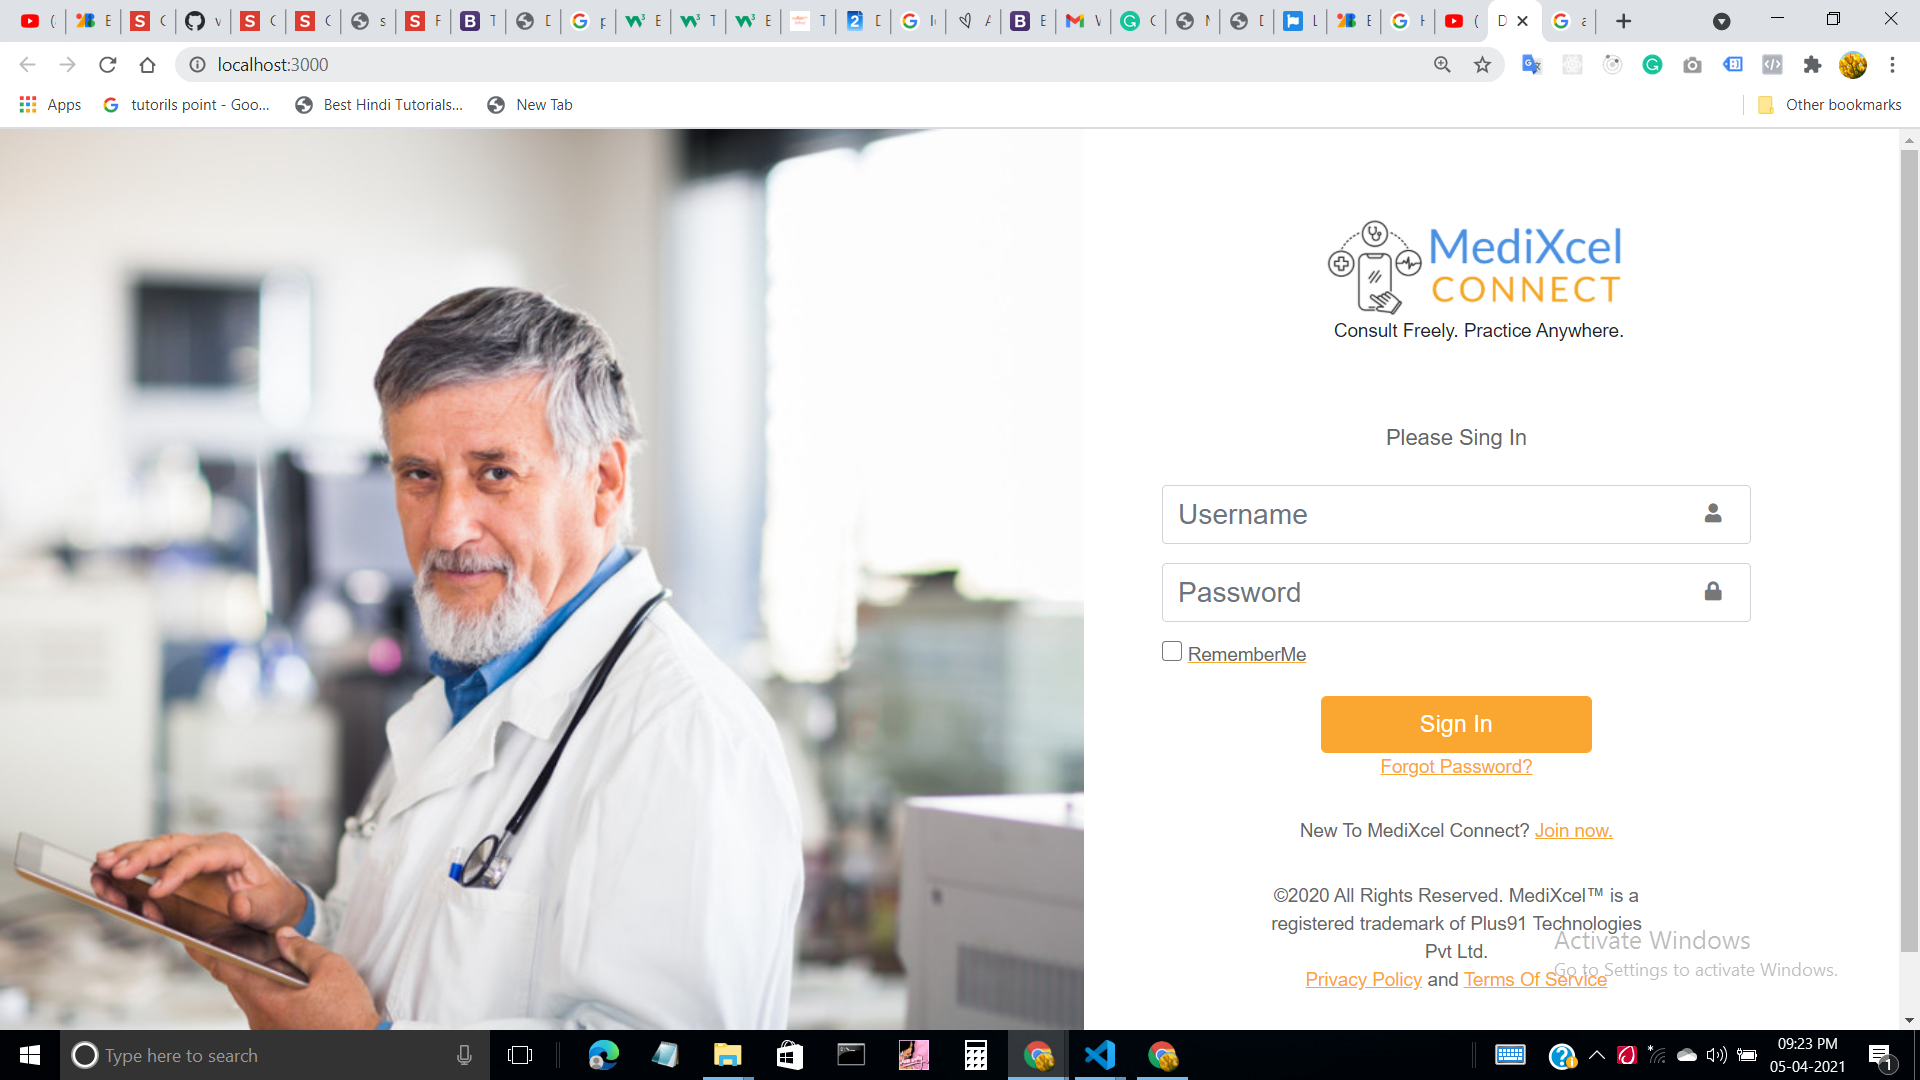 localhost:3000
Apps
tutorils point - Goo...
Best Hindi Tutorials...
New Tab
Other bookmarks
MediXcel
CONNECT
Consult Freely. Practice Anywhere.
Please Sing In
Username
Password
RememberMe
Sign In
Forgot Password?
New To MediXcel Connect? Join now.
©2020 All Rights Reserved. MediXcel™ is a
registered trademark of Plus91 Technologies
Pvt Ltd.
Privacy Policy and Terms Of Service
Activate Windows
Go to Settings to activate Windows.
Type here to search
09:23 PM
05-04-2021
1